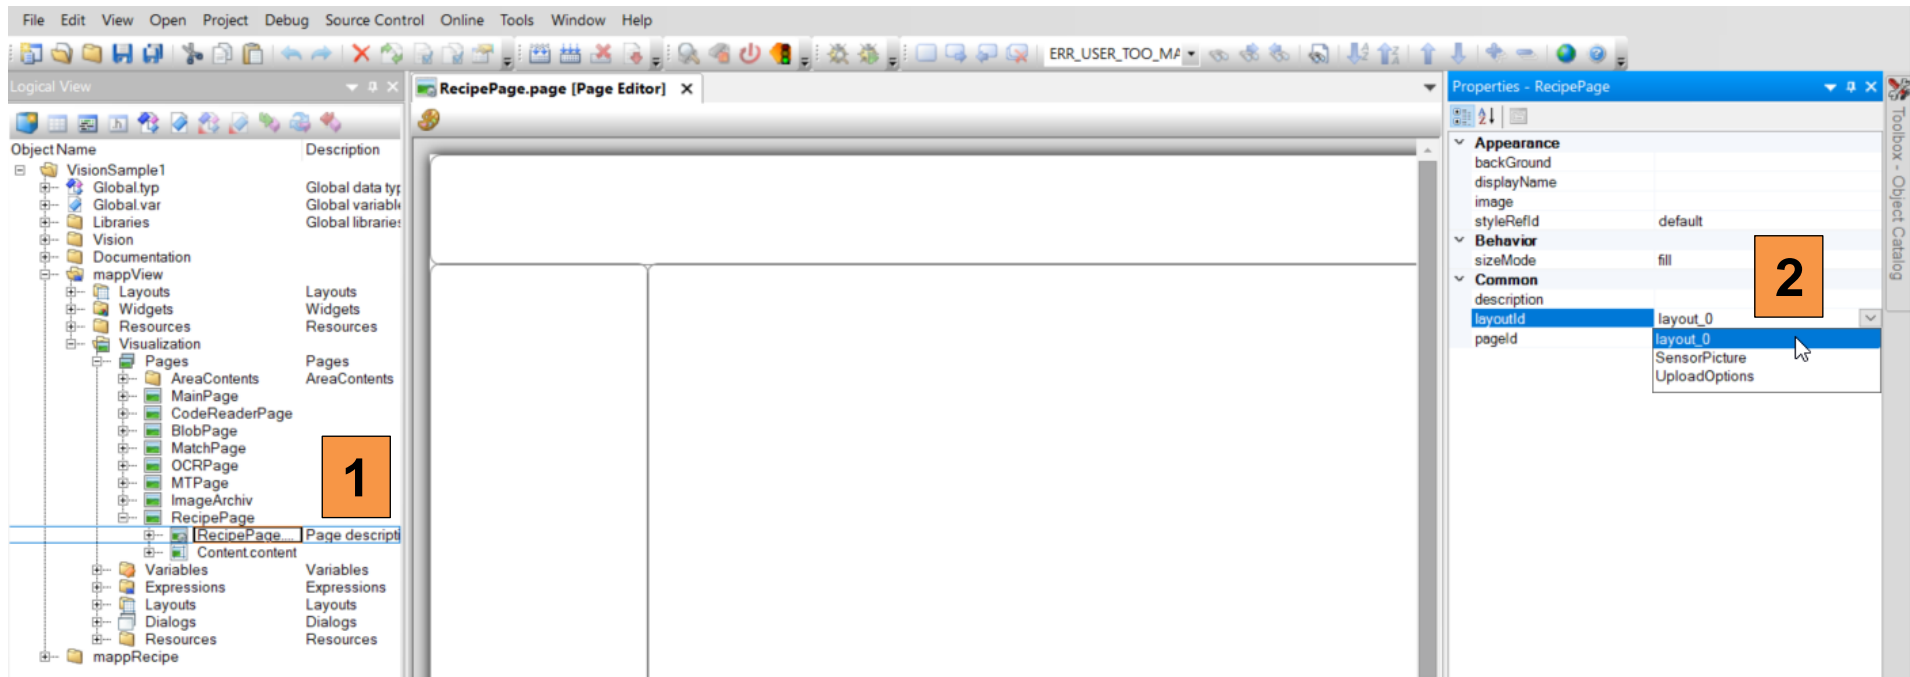 File Edit View Open Project Debug Source Control Online Tools Window Help
ERR_USER_TOO_MA
Logical View
RecipePage.page [Page Editor]
Properties - RecipePage
Object Name Description
VisionSample1
Global.typ Global data typ
Global.var Global variable
Libraries Global libraries
Vision
Documentation
mappView
Layouts Layouts
Widgets Widgets
Resources Resources
Visualization
Pages Pages
AreaContents AreaContents
MainPage
CodeReaderPage
BlobPage
MatchPage
OCRPage
MTPage
ImageArchiv
RecipePage
RecipePage.... Page descripti
Content.content
Variables Variables
Expressions Expressions
Layouts Layouts
Dialogs Dialogs
Resources Resources
mappRecipe
1
Appearance
backGround
displayName
image
styleRefId default
Behavior
sizeMode fill
Common
description
layoutId layout_0
pageId
layout_0
SensorPicture
UploadOptions
2
Toolbox - Object Catalog